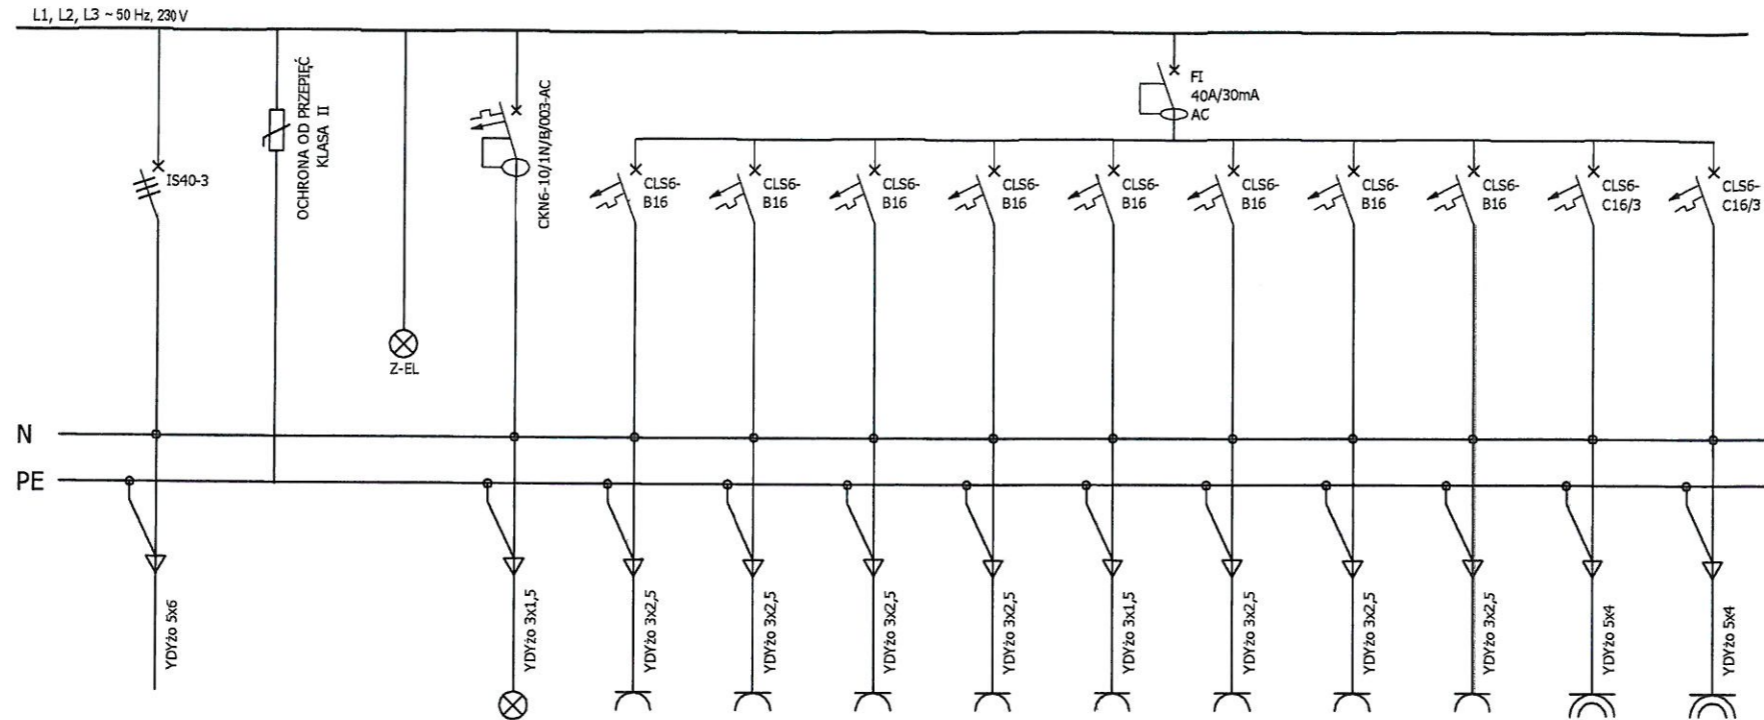 L1, L2, L3 ~ 50 Hz, 230 V
IS40-3
OCHRONA OD PRZEPIĘĆ
KLASA II
Z-EL
CKN6-10/1N/B/003-AC
FI
40A/30mA
AC
CLS6-
B16
CLS6-
B16
CLS6-
B16
CLS6-
B16
CLS6-
B16
CLS6-
B16
CLS6-
B16
CLS6-
B16
CLS6-
C16/3
CLS6-
C16/3
N
PE
YDYżo 5x6
YDYżo 3x1,5
YDYżo 3x2,5
YDYżo 3x2,5
YDYżo 3x2,5
YDYżo 3x2,5
YDYżo 3x1,5
YDYżo 3x2,5
YDYżo 3x2,5
YDYżo 3x2,5
YDYżo 5x4
YDYżo 5x4